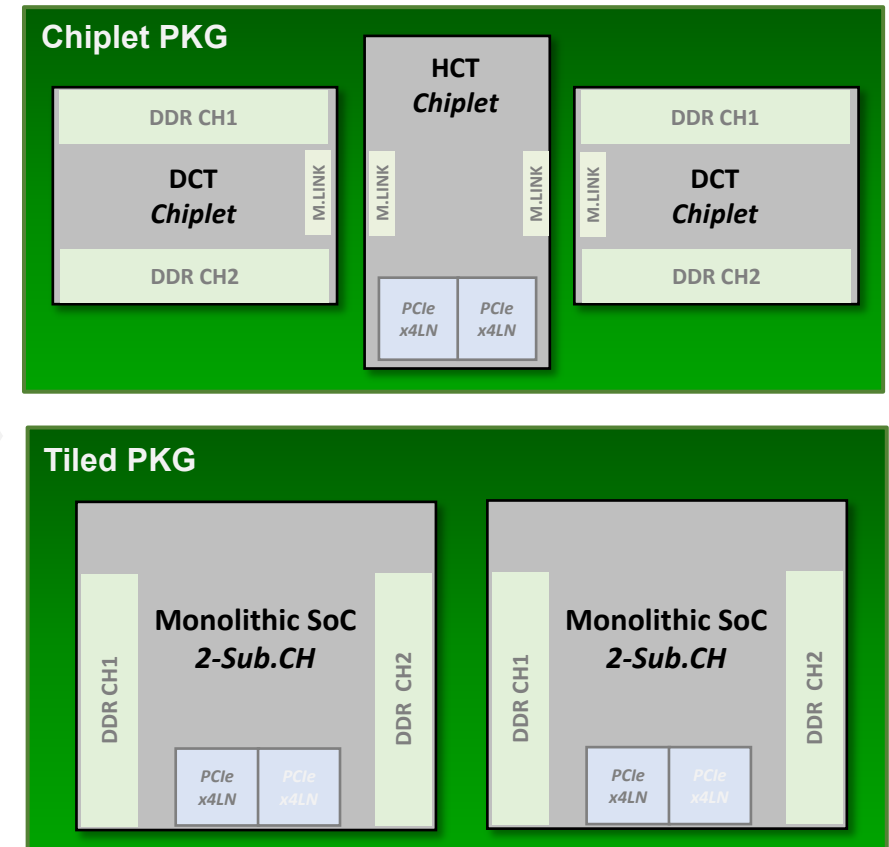 Chiplet PKG
DDR CH1
DCT
Chiplet
M.LINK
DDR CH2
HCT
Chiplet
M.LINK
M.LINK
PCIe
x4LN
PCIe
x4LN
DDR CH1
M.LINK
DCT
Chiplet
DDR CH2
Tiled PKG
DDR CH1
Monolithic SoC
2-Sub.CH
DDR CH2
PCIe
x4LN
PCIe
x4LN
DDR CH1
Monolithic SoC
2-Sub.CH
DDR CH2
PCIe
x4LN
PCIe
x4LN